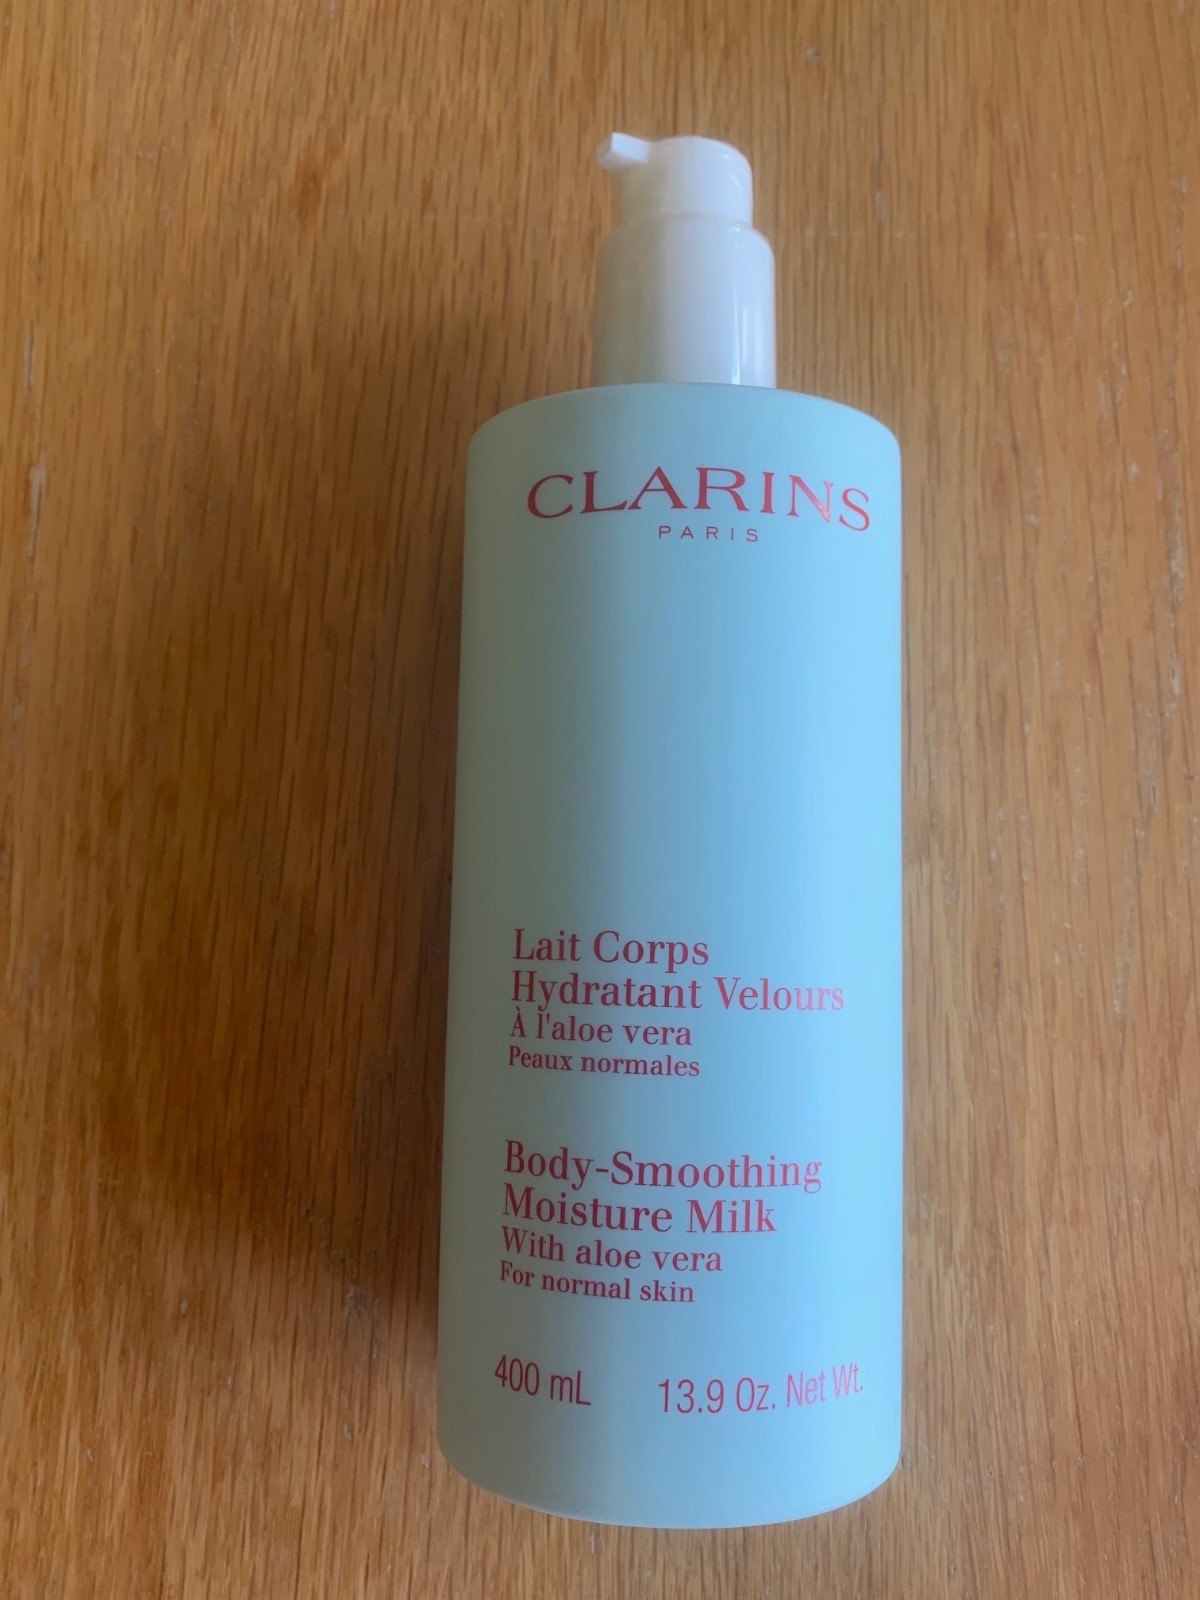 CLARINS
PARIS
Lait Corps
Hydratant Velours
À l'aloe vera
Peaux normales
Body-Smoothing
Moisture Milk
With aloe vera
For normal skin
400 mL 13.9 Oz. Net Wt.